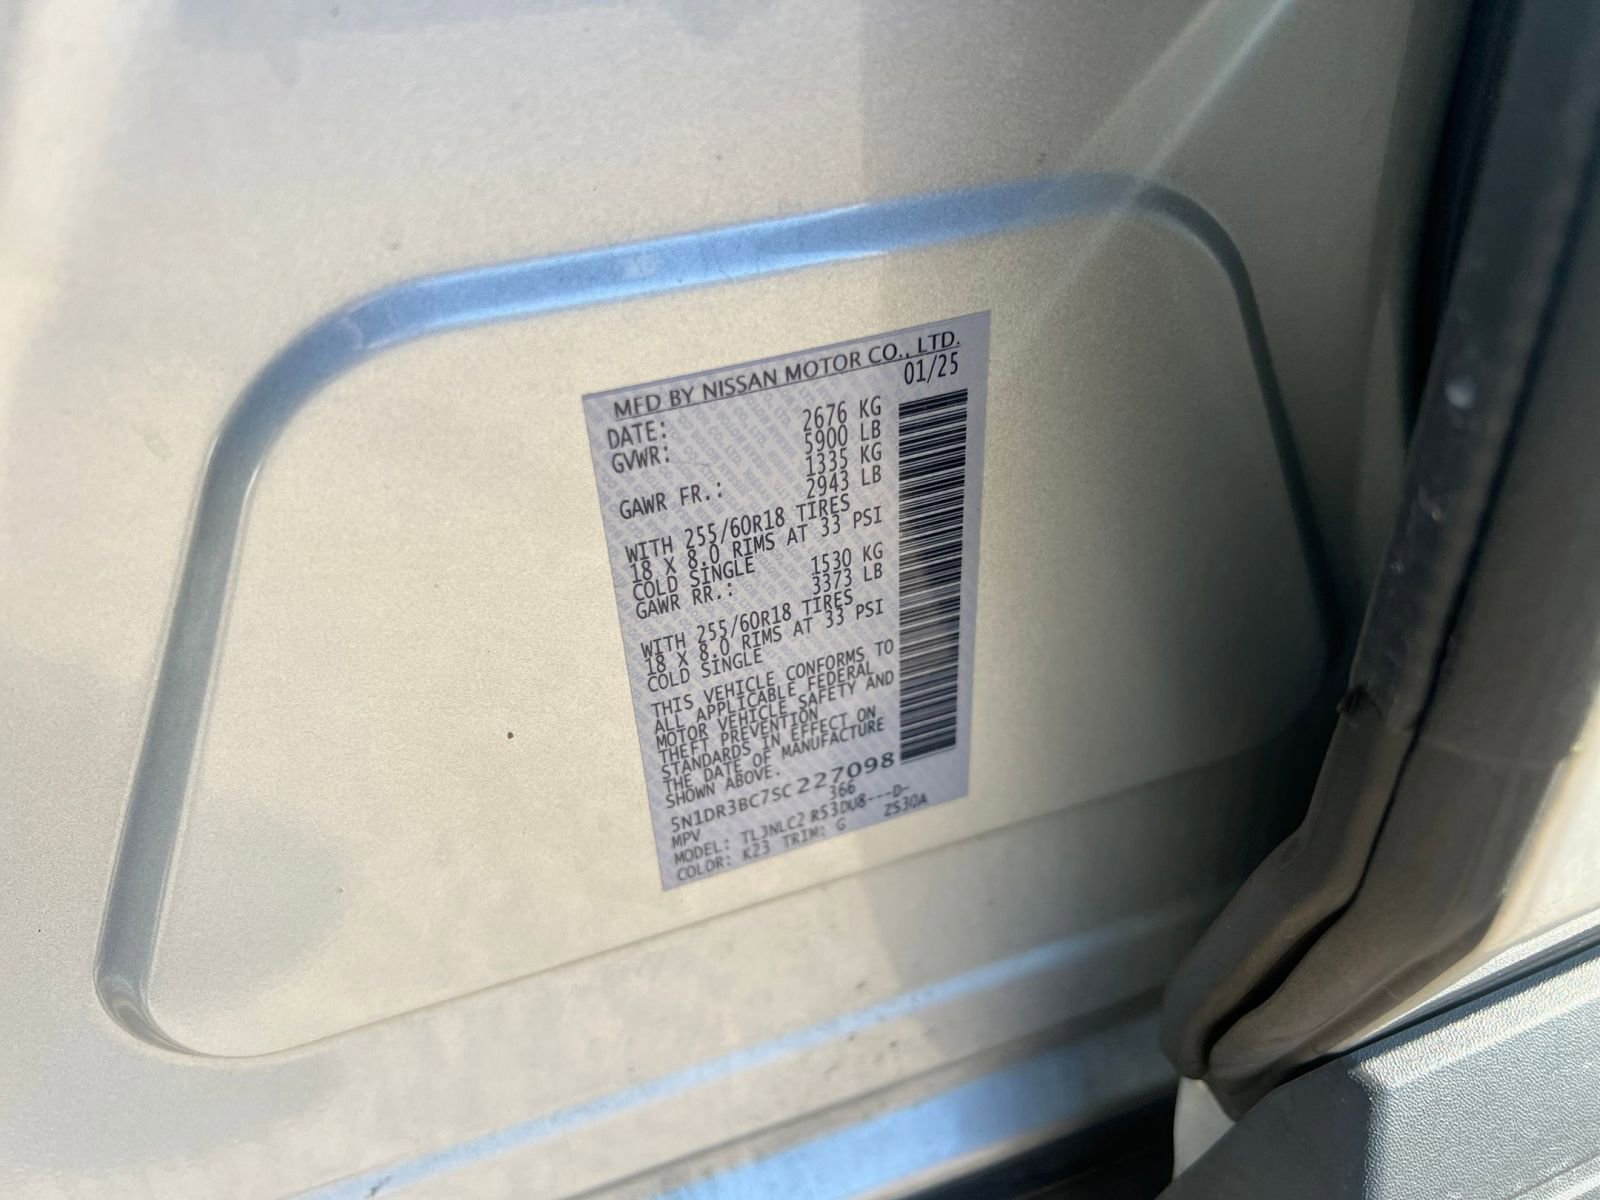 MFD BY NISSAN MOTOR CO., LTD.
DATE: 01/25
GVWR: 2676 KG
5900 LB
GAWR FR.: 1335 KG
2943 LB
WITH 255/60R18 TIRES
18 X 8.0 RIMS AT 33 PSI
COLD SINGLE
GAWR RR.: 1530 KG
3373 LB
WITH 255/60R18 TIRES
18 X 8.0 RIMS AT 33 PSI
COLD SINGLE
THIS VEHICLE CONFORMS TO
ALL APPLICABLE FEDERAL
MOTOR VEHICLE SAFETY AND
THEFT PREVENTION
STANDARDS IN EFFECT ON
THE DATE OF MANUFACTURE
SHOWN ABOVE.
5N1DR3BC7SC227098
MPV 366
MODEL: TL3NLC2 R53DU8---D-
COLOR: K23 TRIM: G ZS30A